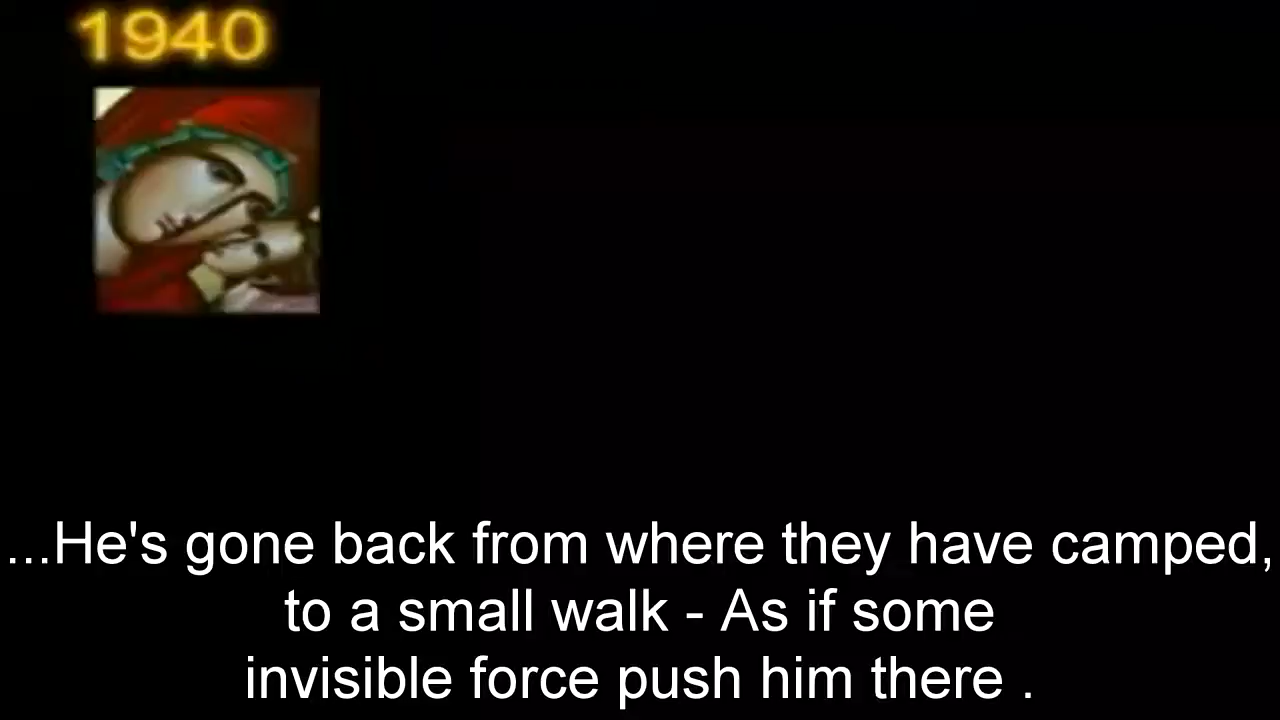 1940
...He's gone back from where they have camped,
to a small walk - As if some
invisible force push him there .